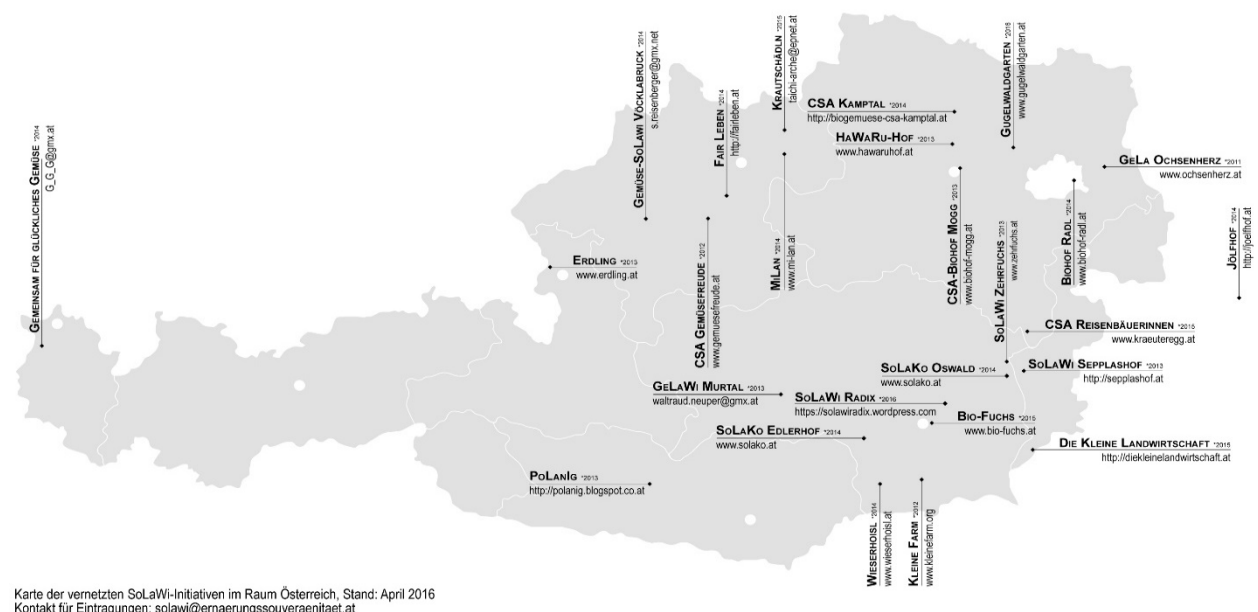 GEMEINSAM FÜR GLÜCKLICHES GEMÜSE *2014
G_G_G@gmx.at
GEMÜSE-SOLAWI VÖCKLABRUCK *2014
s.reisenberger@gmx.net
FAIR LEBEN *2014
http://fairleben.at
KRAUTSCHÄDLN *2015
taichi-arche@epnet.at
CSA KAMPTAL *2014
http://biogemuese-csa-kamptal.at
HAWARU-HOF *2013
www.hawaruhof.at
GUGELWALDGARTEN
www.gugelwaldgarten.at
GELA OCHSENHERZ *2011
www.ochsenherz.at
ERDLING *2013
www.erdling.at
CSA GEMÜSEFREUDE *2012
www.gemuesefreude.at
MILAN *2014
www.mi-lan.at
CSA-BIOHOF MOGG *2013
www.biohof-mogg.at
SOLAWI ZEHRFUCHS *2013
www.zehrfuchs.at
BIOHOF RADL *2014
www.biohof-radl.at
JÖLFHOF *2014
CSA REISENBÄUERINNEN *2015
www.kraeuteregg.at
SOLAKO OSWALD *2014
www.solako.at
SOLAWI SEPPLASHOF *2013
http://sepplashof.at
GELAWI MURTAL *2013
waltraud.neuper@gmx.at
SOLAWI RADIX *2016
https://solawiradix.wordpress.com
BIO-FUCHS *2015
www.bio-fuchs.at
SOLAKO EDLERHOF *2014
www.solako.at
DIE KLEINE LANDWIRTSCHAFT *2015
http://diekleinelandwirtschaft.at
POLANIG *2013
http://polanig.blogspot.co.at
WIESERHOISL *2014
www.wieserhoisl.at
KLEINE FARM *2012
www.kleinefarm.org
Karte der vernetzten SoLaWi-Initiativen im Raum Österreich, Stand: April 2016
Kontakt für Eintragungen: solawi@ernaerungssouveraenitaet.at